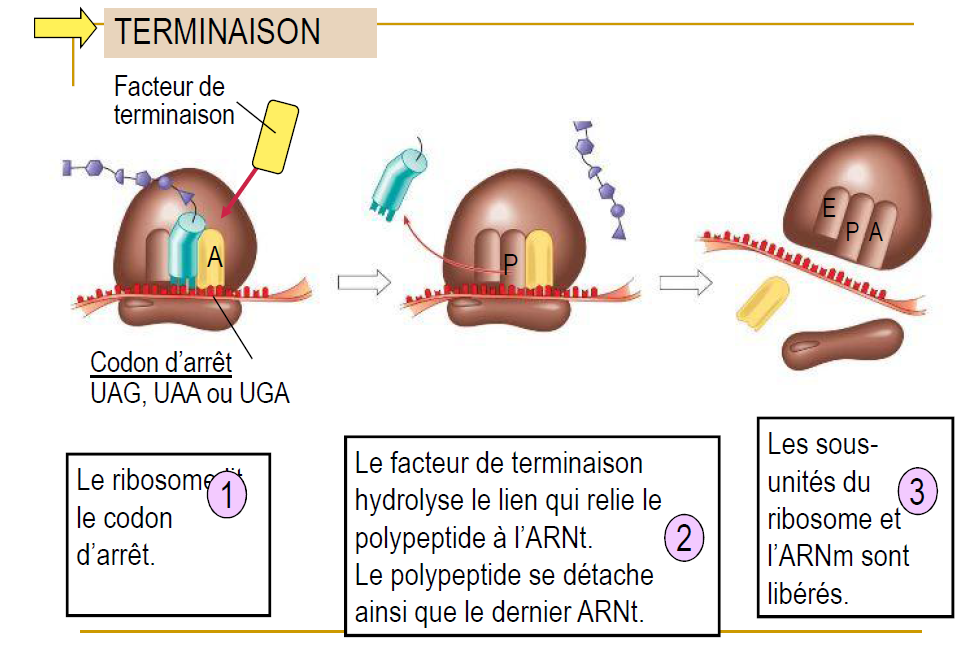 TERMINAISON
Facteur de
terminaison
A
P
E
P
A
Codon d'arrêt
UAG, UAA ou UGA
Le ribosome lit
le codon
d'arrêt.
1
Le facteur de terminaison
hydrolyse le lien qui relie le
polypeptide à l'ARNt.
Le polypeptide se détache
ainsi que le dernier ARNt.
2
Les sous-
unités du
ribosome et
l'ARNm sont
libérés.
3